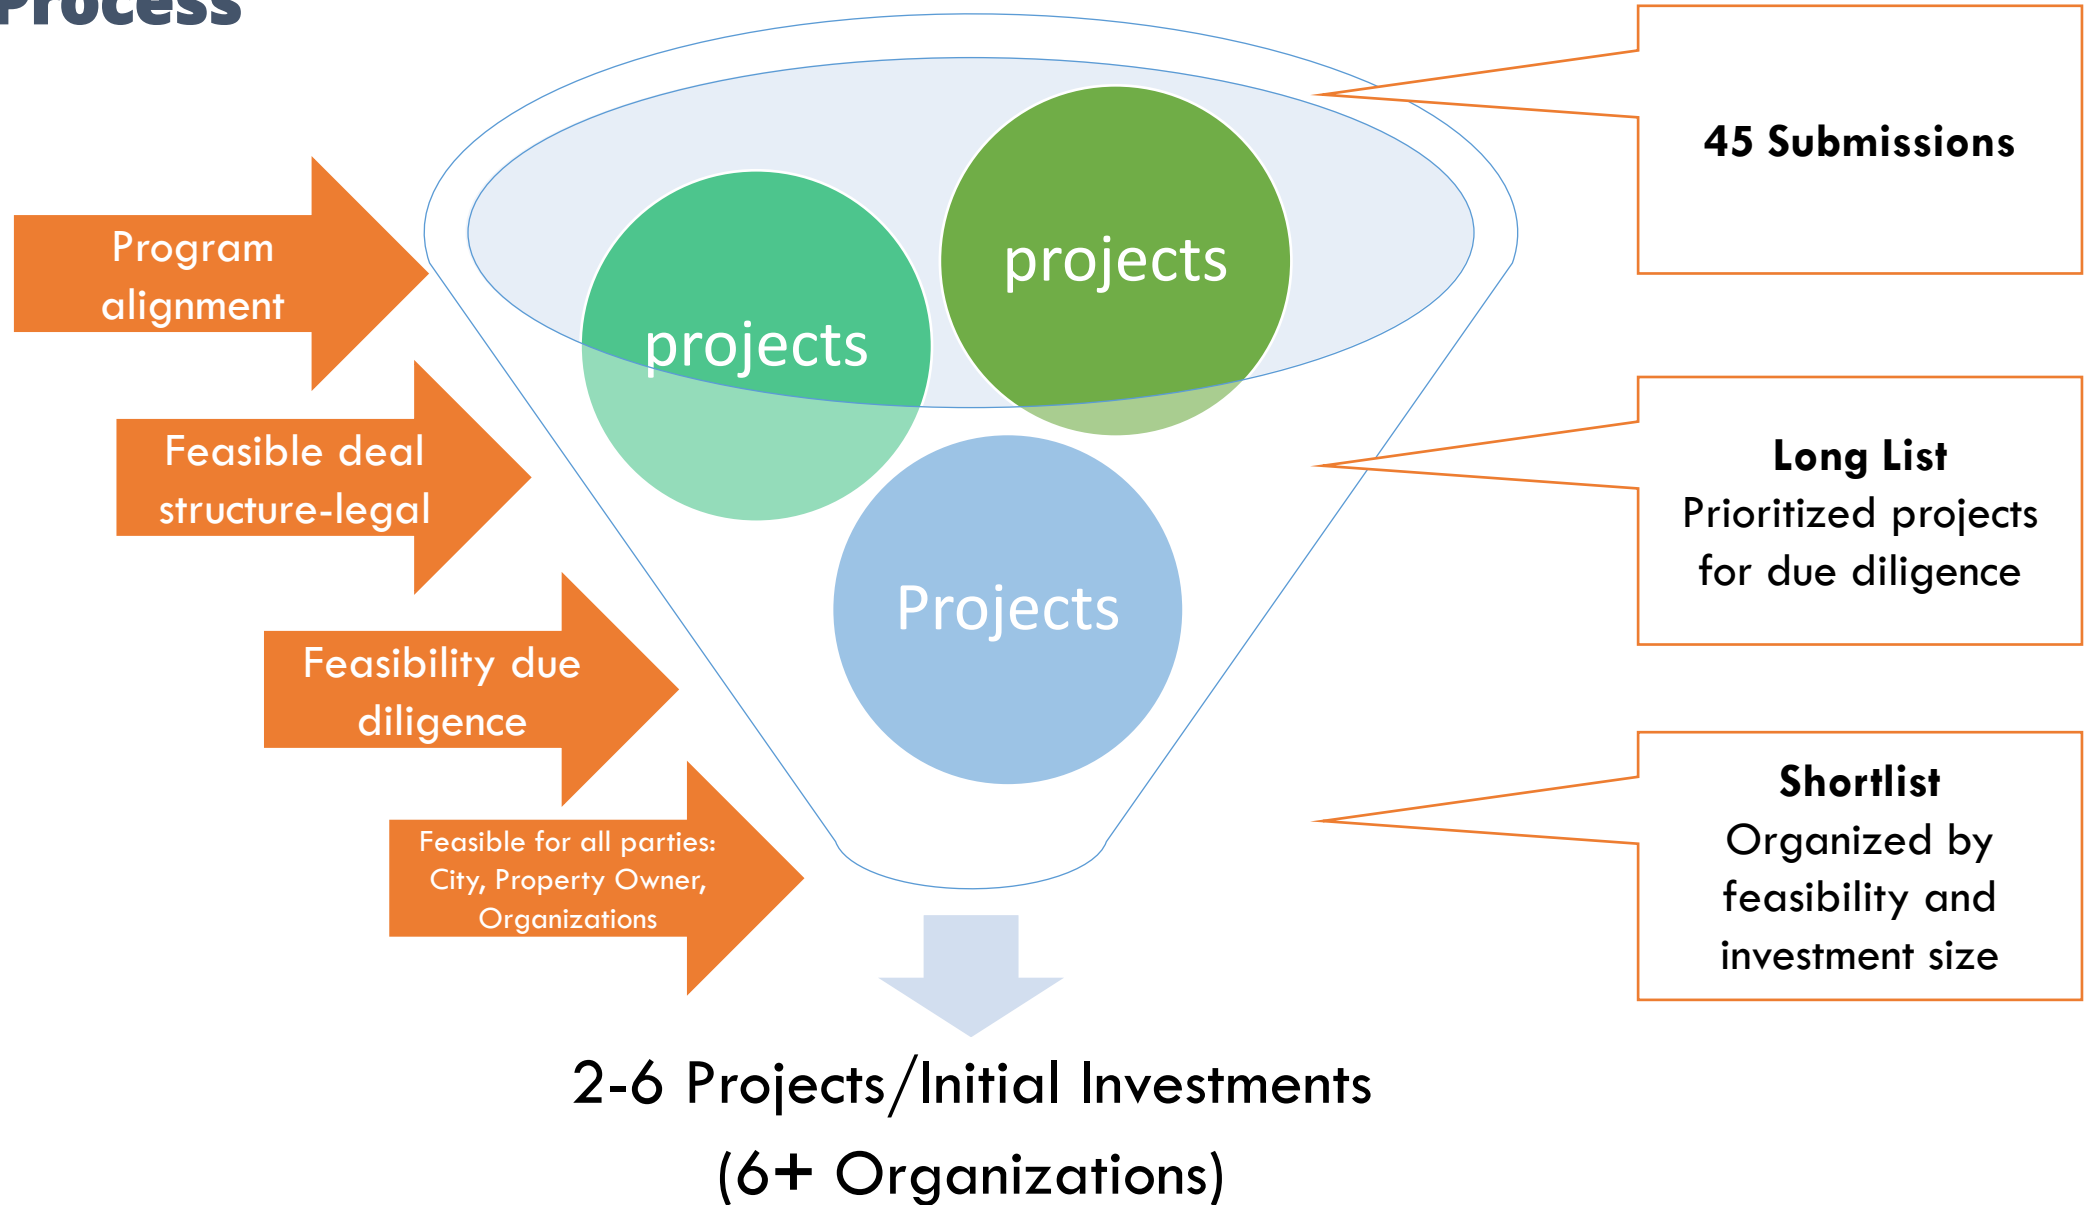 Process
45 Submissions
projects
projects
Program
alignment
Feasible deal
structure-legal
Long List
Prioritized projects
for due diligence
Projects
Feasibility due
diligence
Feasible for all parties:
City, Property Owner,
Organizations
Shortlist
Organized by
feasibility and
investment size
2-6 Projects/Initial Investments
(6+ Organizations)